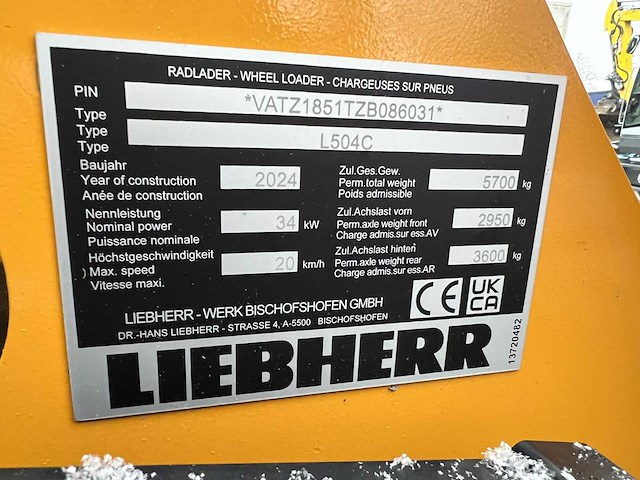 RADLADER - WHEEL LOADER - CHARGEUSES SUR PNEUS
PIN *VATZ1851TZB086031*
Type
Type L504C
Type
Baujahr
Year of construction 2024
Anée de construction
Nennleistung
Nominal power 34 kW
Puissance nominale
Höchstgeschwindigkeit
Max. speed 20 km/h
Vitesse maxi.
Zul.Ges.Gew.
Perm.total weight 5700 kg
Poids admissible
Zul.Achslast vorn
Perm.axle weight front 2950 kg
Charge admis.sur ess.AV
Zul.Achslast hinten
Perm.axle weight rear 3600 kg
Charge admis.sur ess.AR
LIEBHERR - WERK BISCHOFSHOFEN GMBH
DR.-HANS LIEBHERR - STRASSE 4, A-5500 BISCHOFSHOFEN
CE
UK
CA
LIEBHERR
13720482